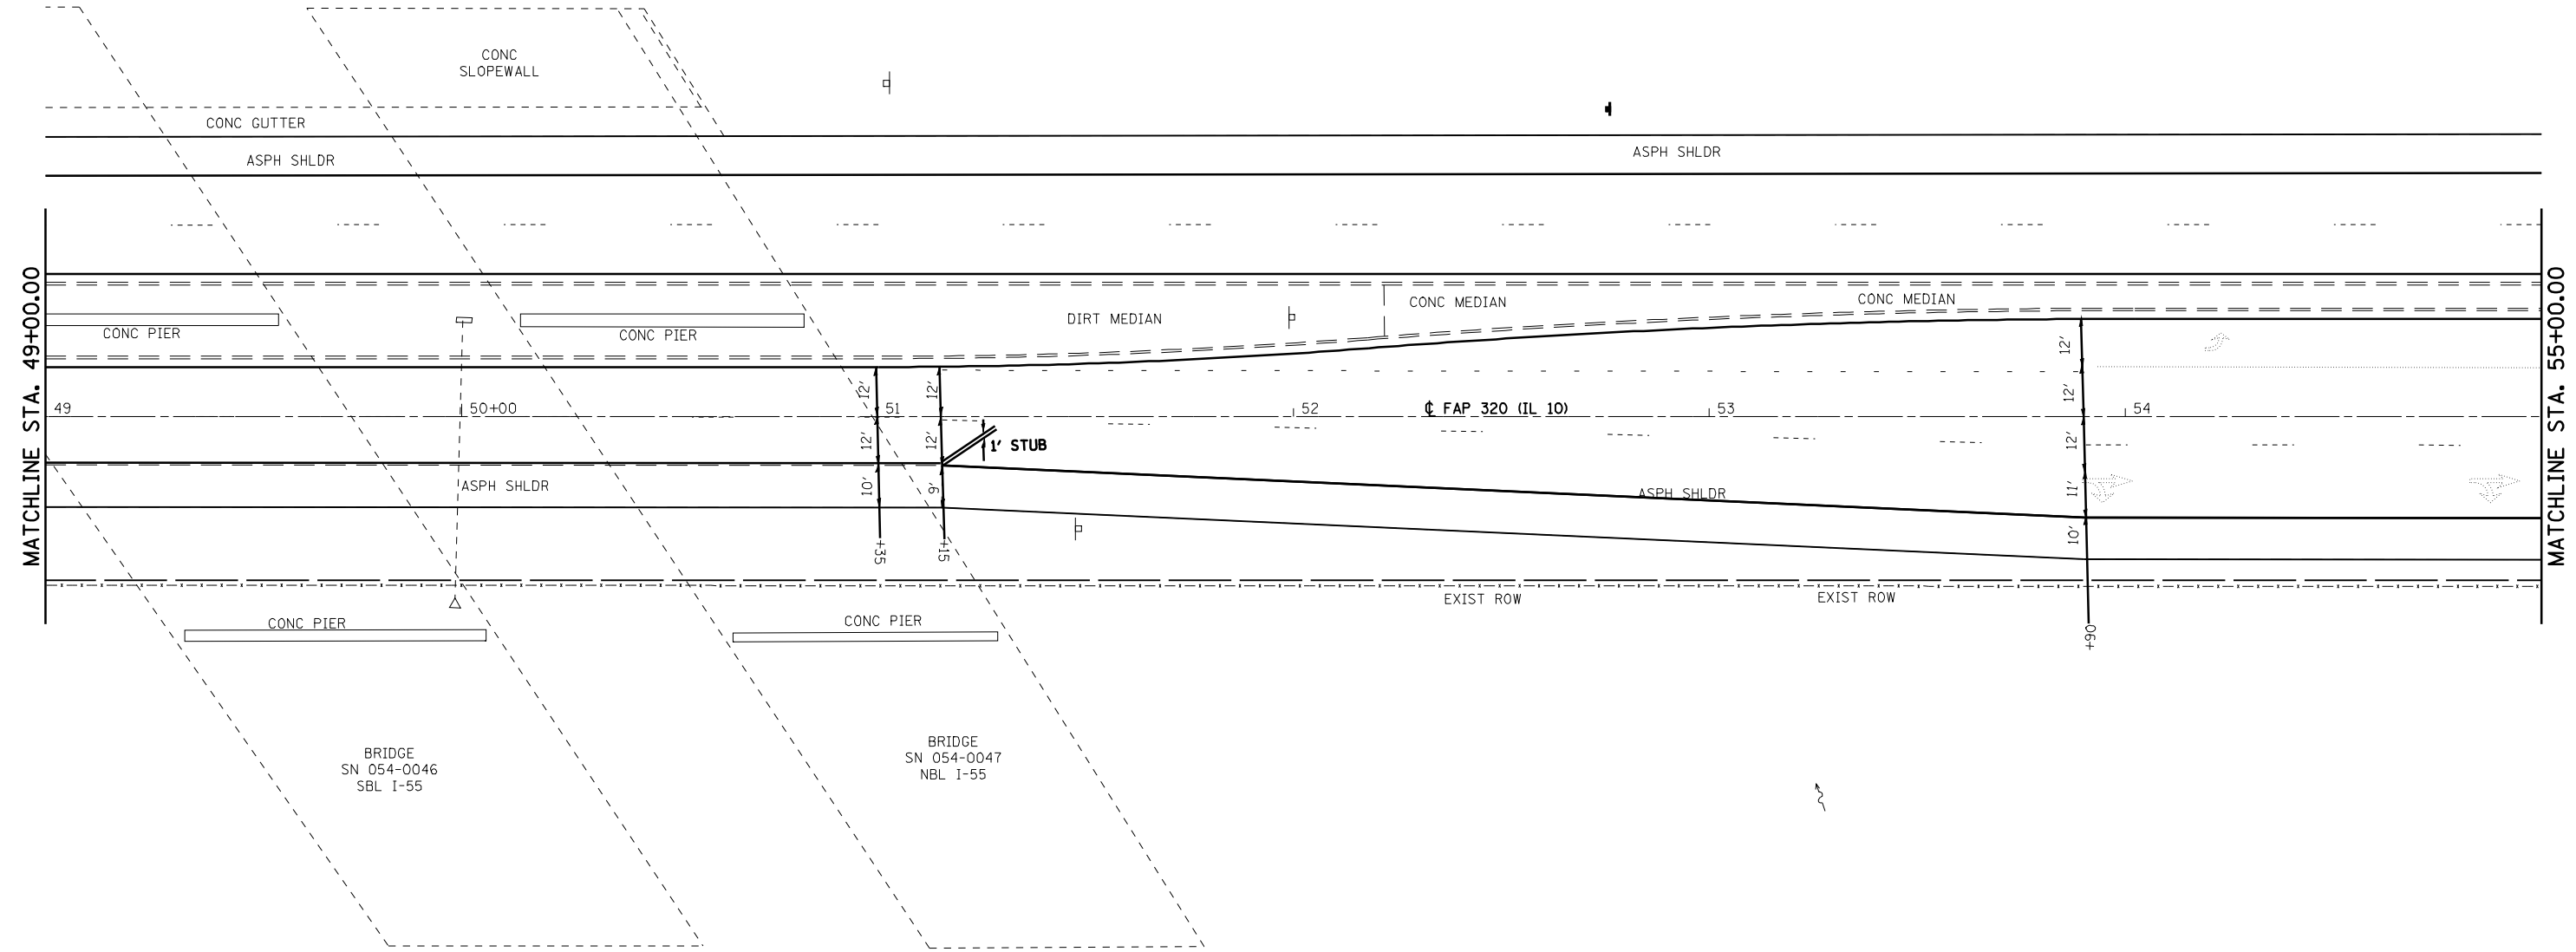 CONC
SLOPEWALL
CONC GUTTER
ASPH SHLDR
ASPH SHLDR
MATCHLINE STA. 49+00.00
MATCHLINE STA. 55+00.00
CONC PIER
CONC PIER
DIRT MEDIAN
CONC MEDIAN
CONC MEDIAN
12'
12'
12'
12'
49
50+00
51
52
℄ FAP 320 (IL 10)
53
54
12'
12'
12'
1' STUB
ASPH SHLDR
10'
9'
ASPH SHLDR
11'
10'
+35
+15
EXIST ROW
EXIST ROW
+90
CONC PIER
CONC PIER
BRIDGE
SN 054-0046
SBL I-55
BRIDGE
SN 054-0047
NBL I-55